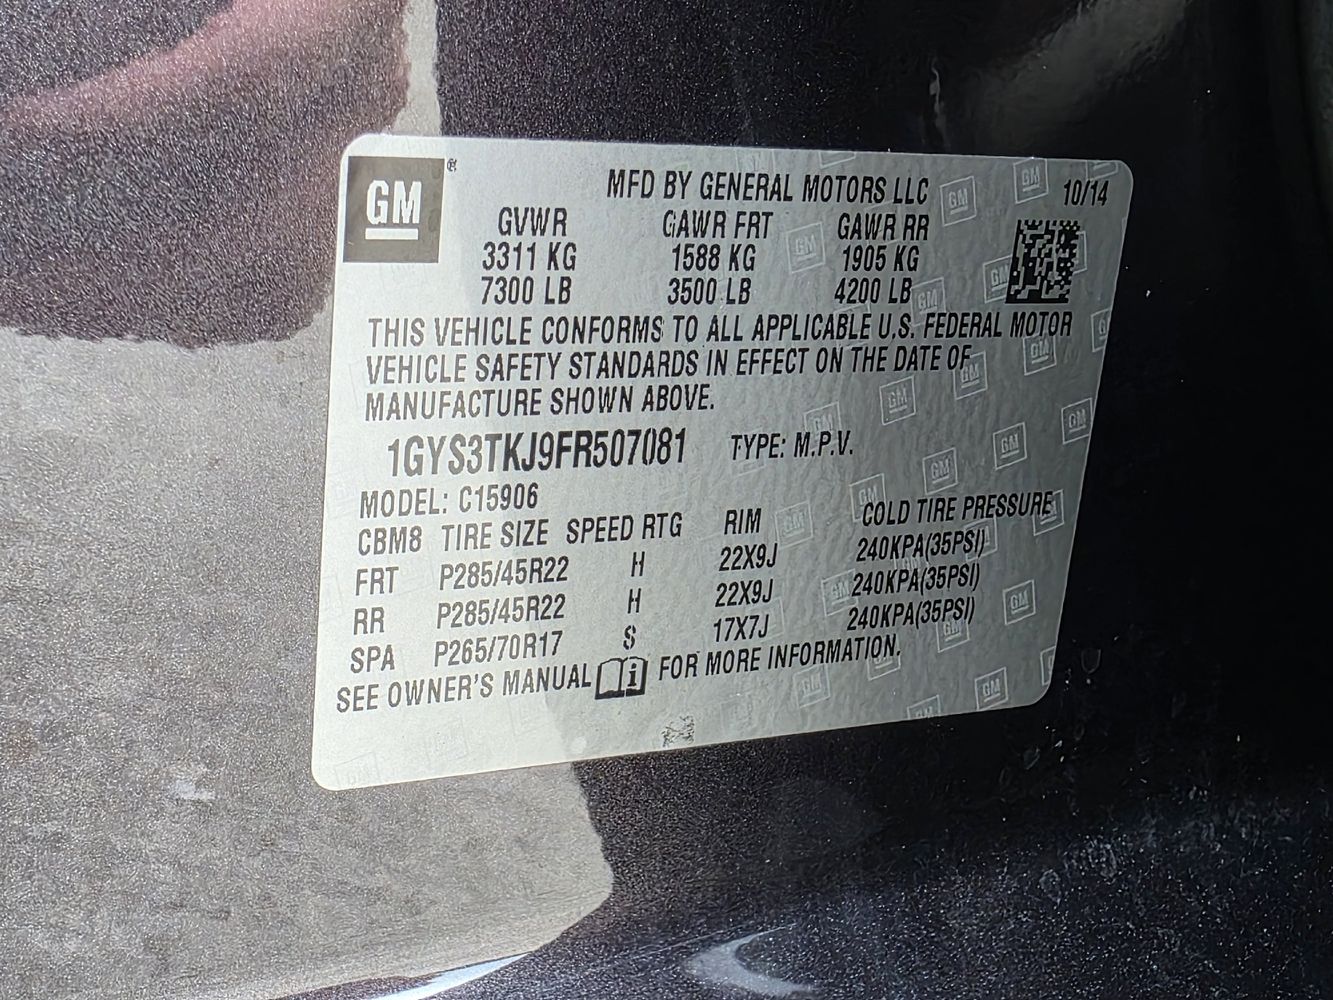 GM ®
MFD BY GENERAL MOTORS LLC 10/14
GVWR GAWR FRT GAWR RR
3311 KG 1588 KG 1905 KG
7300 LB 3500 LB 4200 LB
THIS VEHICLE CONFORMS TO ALL APPLICABLE U.S. FEDERAL MOTOR
VEHICLE SAFETY STANDARDS IN EFFECT ON THE DATE OF
MANUFACTURE SHOWN ABOVE.
1GYS3TKJ9FR507081 TYPE: M.P.V.
MODEL: C15906
CBM8 TIRE SIZE SPEED RTG RIM COLD TIRE PRESSURE
FRT P285/45R22 H 22X9J 240KPA(35PSI)
RR P285/45R22 H 22X9J 240KPA(35PSI)
SPA P265/70R17 S 17X7J 240KPA(35PSI)
SEE OWNER'S MANUAL i FOR MORE INFORMATION.